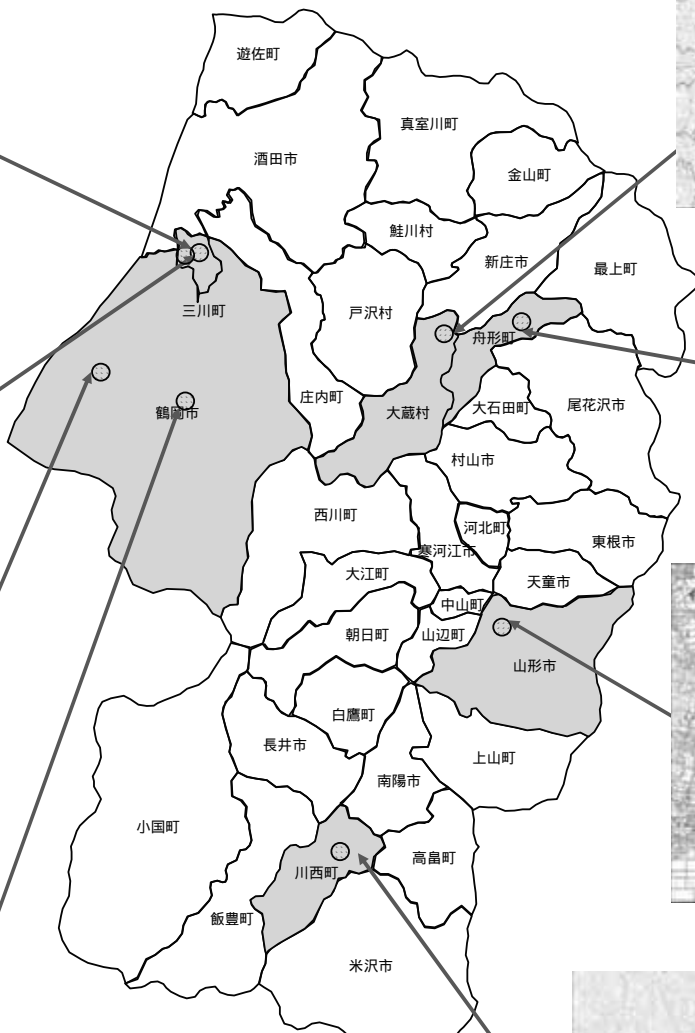 遊佐町
真室川町
酒田市
金山町
鮭川村
新庄市
最上町
三川町
戸沢村
舟形町
庄内町
鶴岡市
大蔵村
大石田町
尾花沢市
村山市
西川町
河北町
寒河江市
東根市
大江町
天童市
中山町
朝日町
山辺町
山形市
白鷹町
長井市
上山町
南陽市
小国町
高畠町
川西町
飯豊町
米沢市